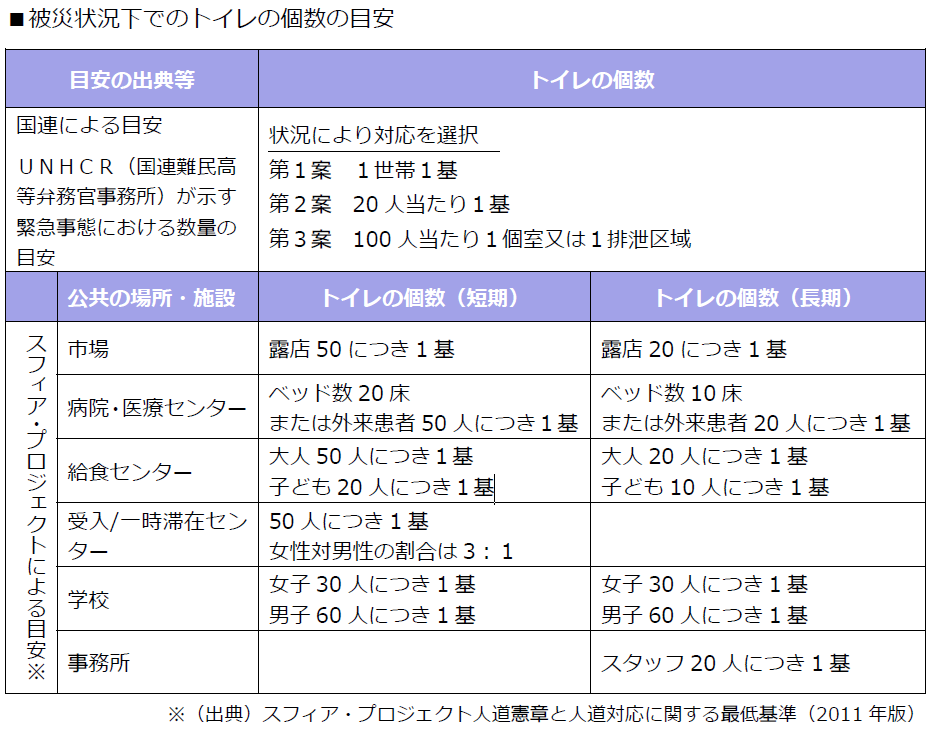 ■被災状況下でのトイレの個数の目安
目安の出典等
トイレの個数
国連による目安
ＵＮＨＣＲ（国連難民高
等弁務官事務所）が示す
緊急事態における数量の
目安
状況により対応を選択
第１案　１世帯１基
第２案　20 人当たり１基
第３案　100 人当たり１個室又は１排泄区域
公共の場所・施設
トイレの個数（短期）
トイレの個数（長期）
スフィア・プロジェクトによる目安※
市場
露店 50 につき１基
露店 20 につき１基
病院・医療センター
ベッド数 20 床
または外来患者 50 人につき１基
ベッド数 10 床
または外来患者 20 人につき１基
給食センター
大人 50 人につき１基
子ども 20 人につき１基
大人 20 人につき１基
子ども 10 人につき１基
受入/一時滞在セン
ター
50 人につき１基
女性対男性の割合は３：１
学校
女子 30 人につき１基
男子 60 人につき１基
女子 30 人につき１基
男子 60 人につき１基
事務所
スタッフ 20 人につき１基
※（出典）スフィア・プロジェクト人道憲章と人道対応に関する最低基準（2011 年版）